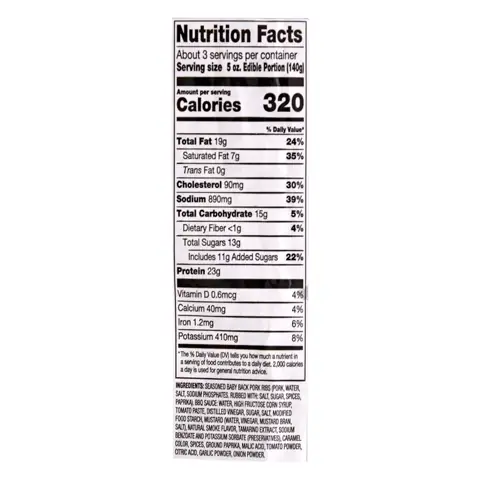 Nutrition Facts
About 3 servings per container
Serving size 5 oz. Edible Portion (140g)
Amount per serving
Calories 320
% Daily Value*
Total Fat 19g 24%
Saturated Fat 7g 35%
Trans Fat 0g
Cholesterol 90mg 30%
Sodium 890mg 39%
Total Carbohydrate 15g 5%
Dietary Fiber <1g 4%
Total Sugars 13g
Includes 11g Added Sugars 22%
Protein 23g
Vitamin D 0.6mcg 4%
Calcium 40mg 4%
Iron 1.2mg 6%
Potassium 410mg 8%
*The % Daily Value (DV) tells you how much a nutrient in
a serving of food contributes to a daily diet. 2,000 calories
a day is used for general nutrition advice.
INGREDIENTS: SEASONED BABY BACK PORK RIBS (PORK, WATER,
SALT, SODIUM PHOSPHATES. RUBBED WITH: SALT, SUGAR, SPICES,
PAPRIKA). BBQ SAUCE: WATER, HIGH FRUCTOSE CORN SYRUP,
TOMATO PASTE, DISTILLED VINEGAR, SUGAR, SALT, MODIFIED
FOOD STARCH, MUSTARD (WATER, VINEGAR, MUSTARD BRAN,
SALT), NATURAL SMOKE FLAVOR, TAMARIND EXTRACT, SODIUM
BENZOATE AND POTASSIUM SORBATE (PRESERVATIVES), CARAMEL
COLOR, SPICES, GROUND PAPRIKA, MALIC ACID, TOMATO POWDER,
CITRIC ACID, GARLIC POWDER, ONION POWDER.